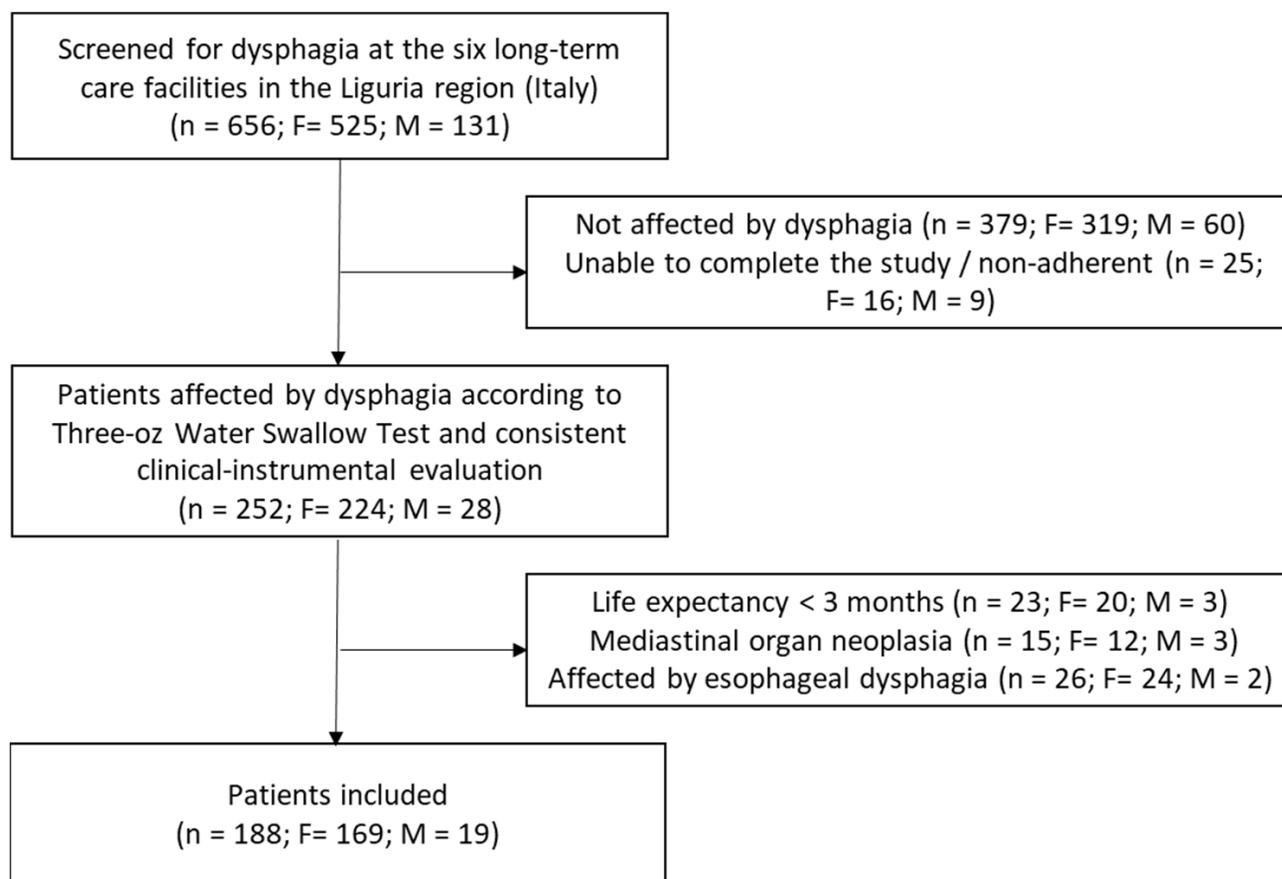 Screened for dysphagia at the six long-term
care facilities in the Liguria region (Italy)
(n = 656; F= 525; M = 131)
Not affected by dysphagia (n = 379; F= 319; M = 60)
Unable to complete the study / non-adherent (n = 25;
F= 16; M = 9)
Patients affected by dysphagia according to
Three-oz Water Swallow Test and consistent
clinical-instrumental evaluation
(n = 252; F= 224; M = 28)
Life expectancy < 3 months (n = 23; F= 20; M = 3)
Mediastinal organ neoplasia (n = 15; F= 12; M = 3)
Affected by esophageal dysphagia (n = 26; F= 24; M = 2)
Patients included
(n = 188; F= 169; M = 19)